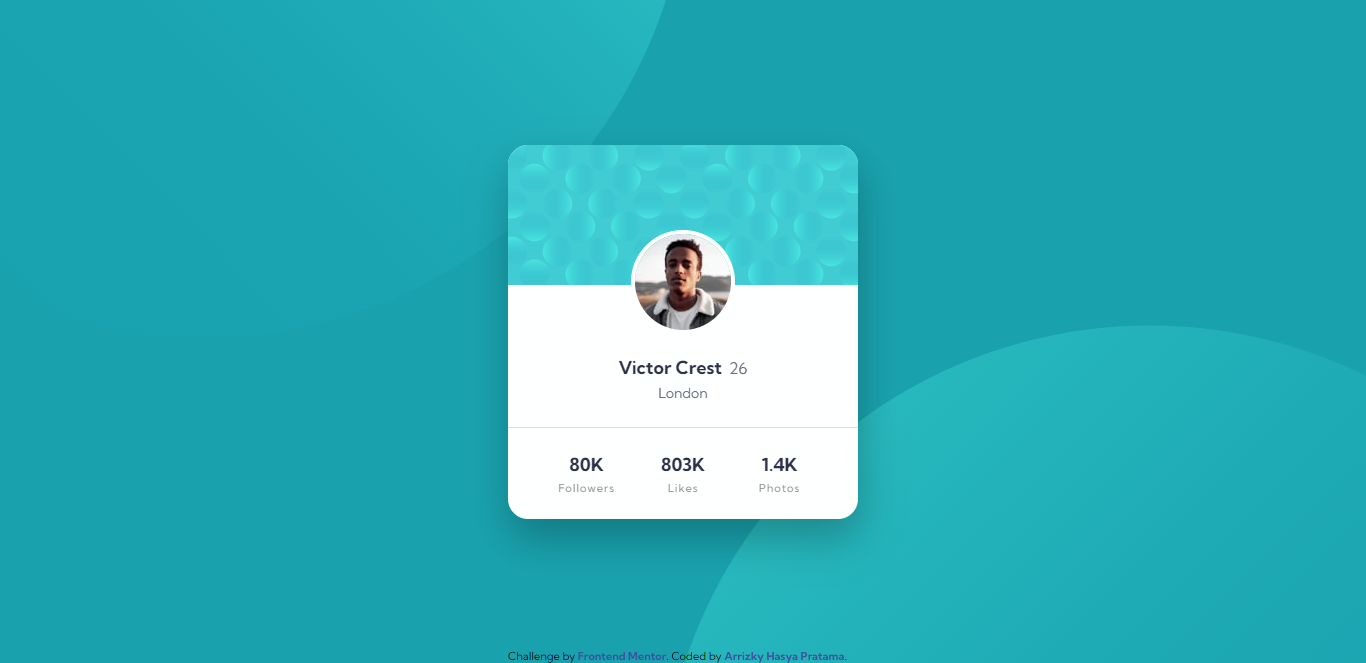 Victor Crest 26
London
80K 803K 1.4K
Followers Likes Photos
Challenge by Frontend Mentor. Coded by Arrizky Hasya Pratama.